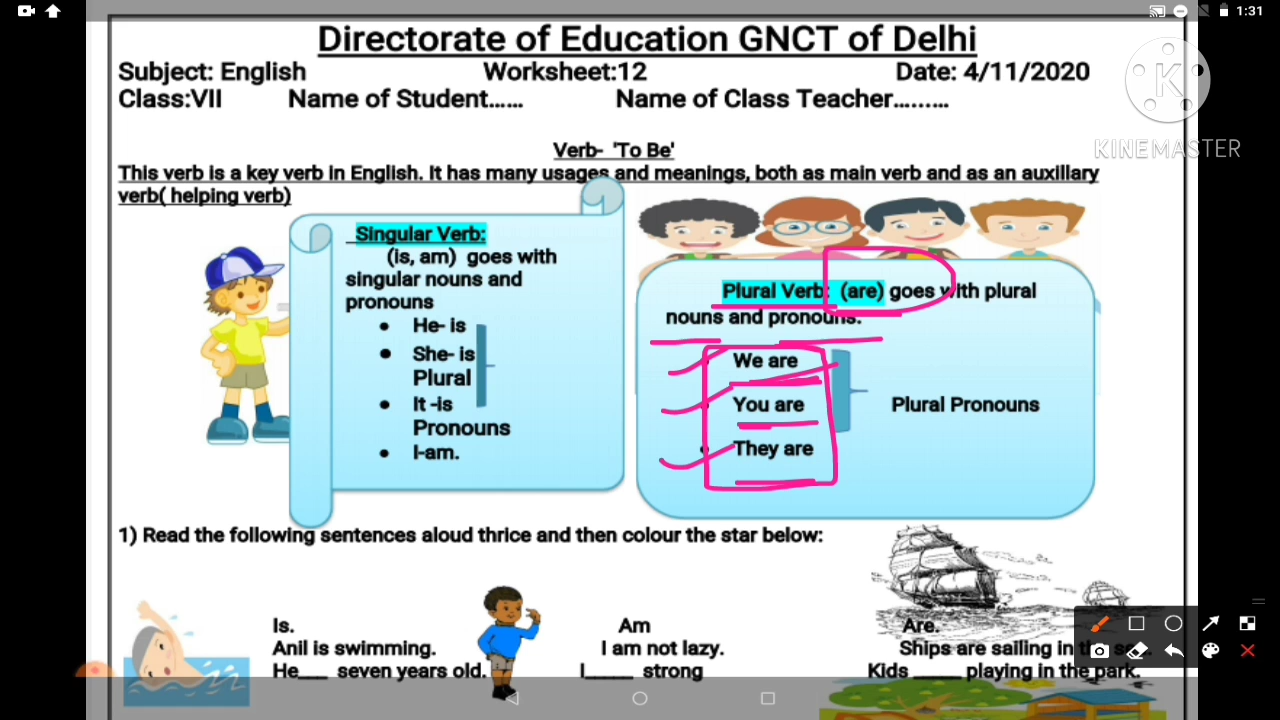 1:31
Directorate of Education GNCT of Delhi
Subject: English Worksheet:12 Date: 4/11/2020
Class:VII Name of Student...... Name of Class Teacher.........
K
KINEMASTER
Verb- 'To Be'
This verb is a key verb in English. It has many usages and meanings, both as main verb and as an auxillary
verb( helping verb)
Singular Verb:
(Is, am) goes with
singular nouns and
pronouns
• He- is
• She- is
Plural
• It -is
Pronouns
• I-am.
Plural Verb: (are) goes with plural
nouns and pronouns.
We are
You are
They are
Plural Pronouns
1) Read the following sentences aloud thrice and then colour the star below:
Is. Am Are.
Anil is swimming. I am not lazy. Ships are sailing in
He___ seven years old. I_____ strong Kids _____ playing in the park.